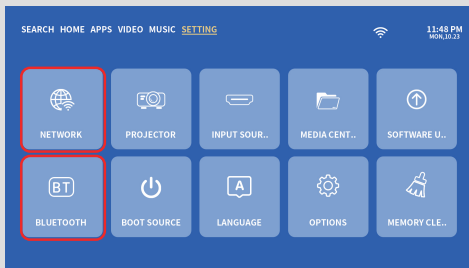 SEARCH HOME APPS VIDEO MUSIC SETTING
11:48 PM
MON,10.23
NETWORK
PROJECTOR
INPUT SOUR..
MEDIA CENT..
SOFTWARE U..
BT
A
BLUETOOTH
BOOT SOURCE
LANGUAGE
OPTIONS
MEMORY CLE..